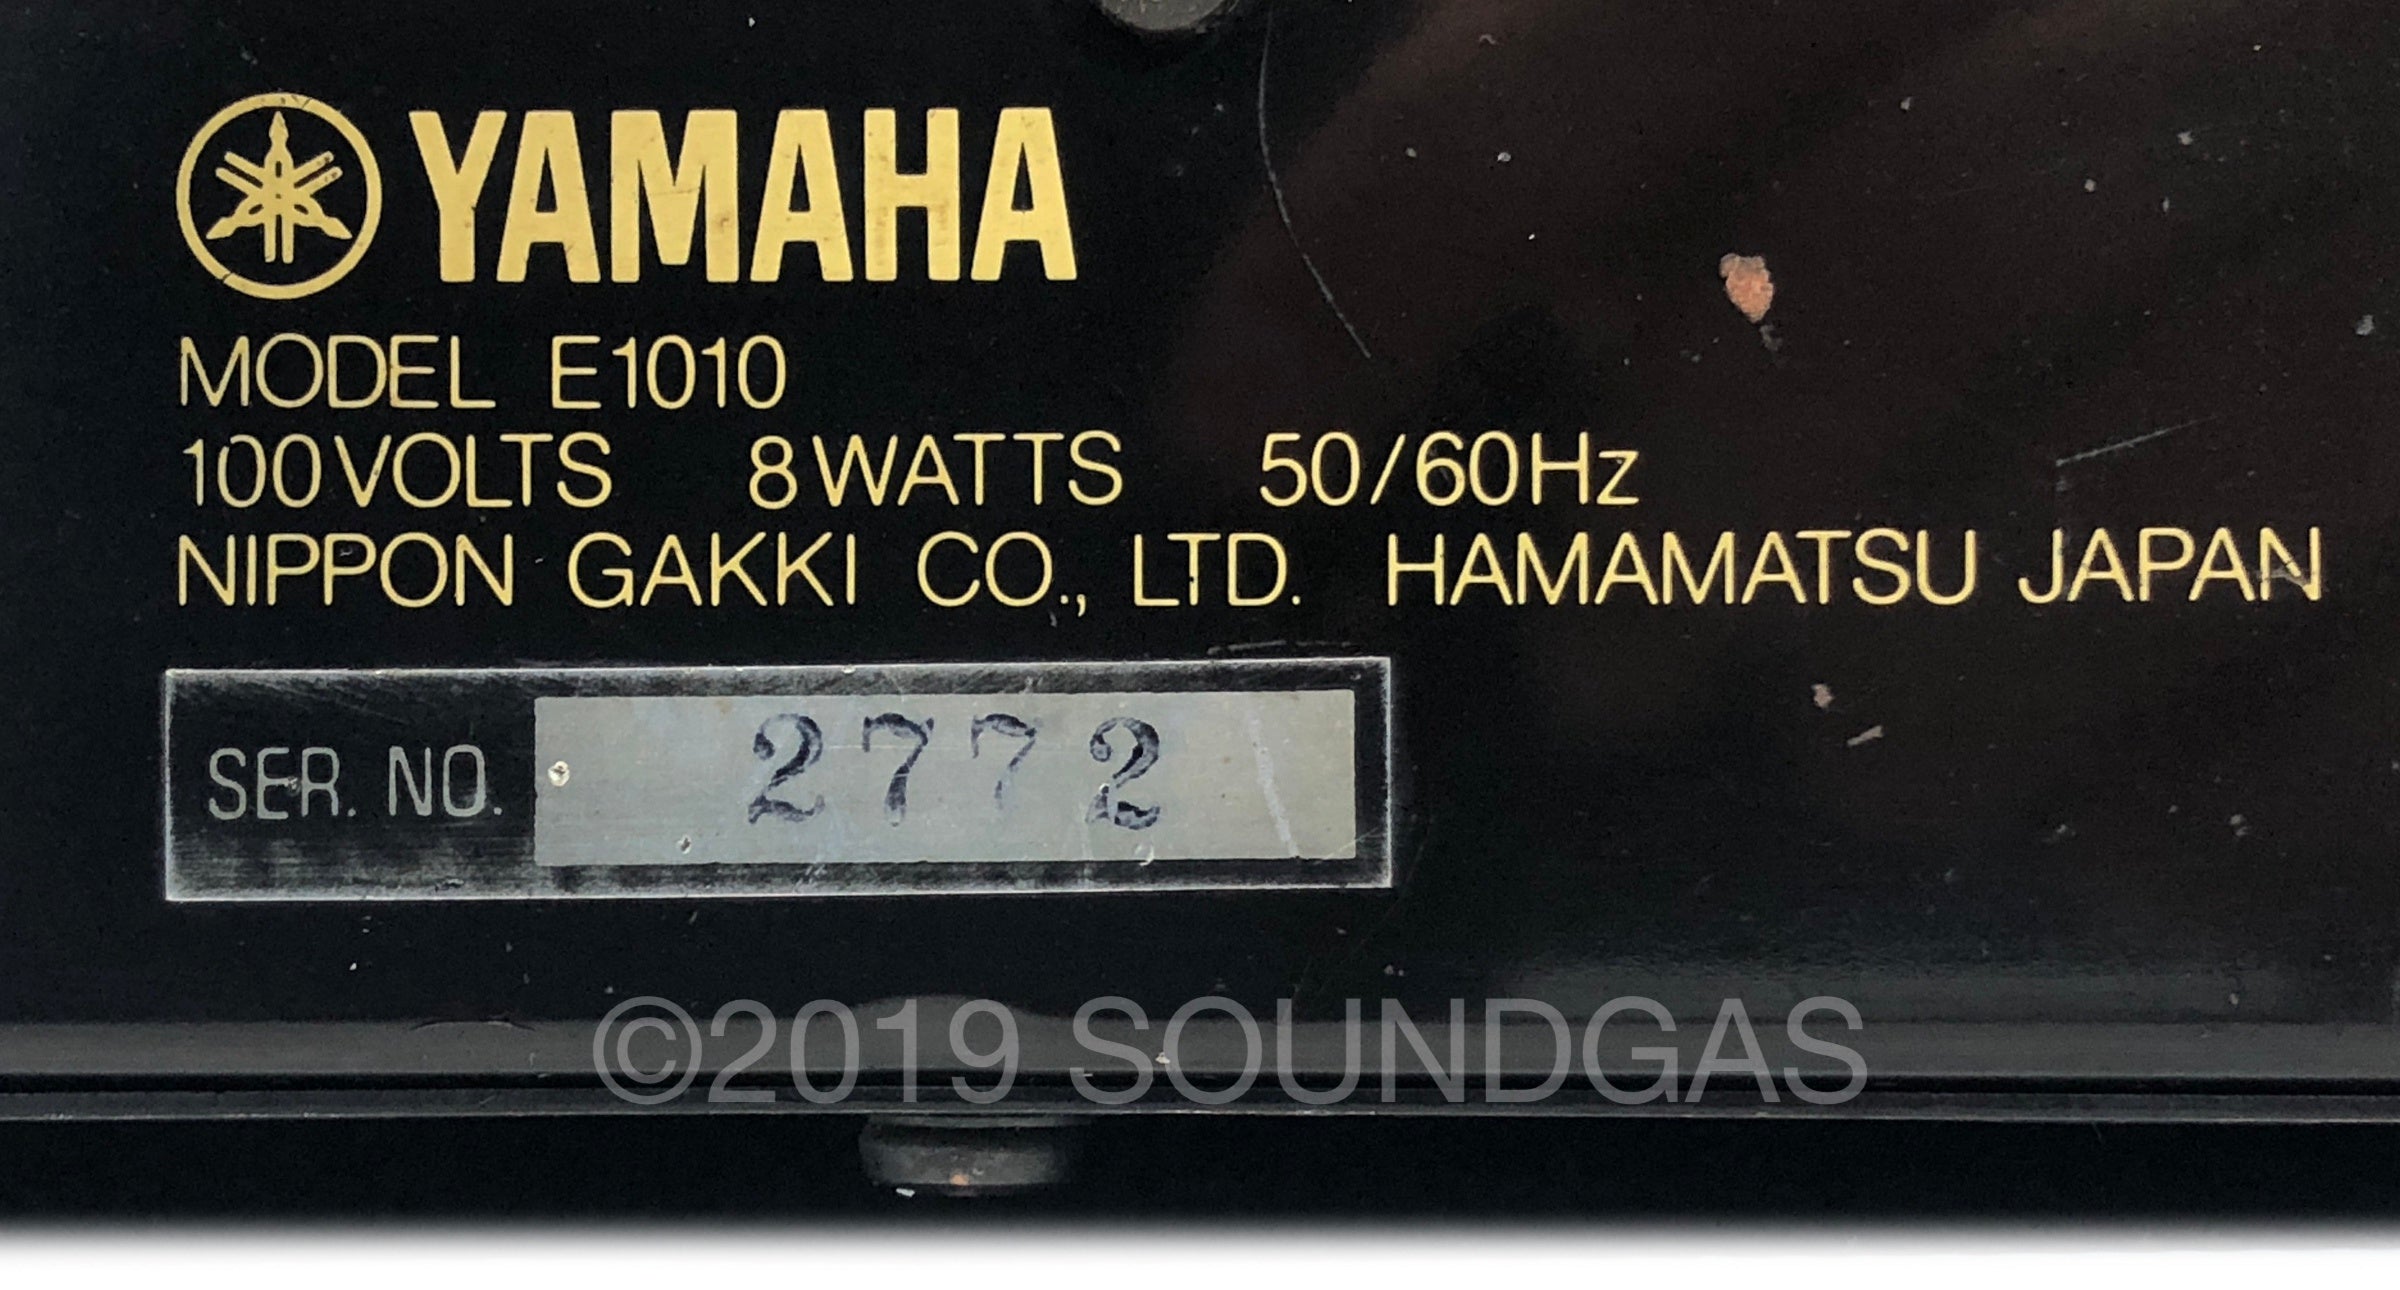 YAMAHA
MODEL E1010
100VOLTS 8WATTS 50/60Hz
NIPPON GAKKI CO., LTD. HAMAMATSU JAPAN
SER. NO. 2772
©2019 SOUNDGAS